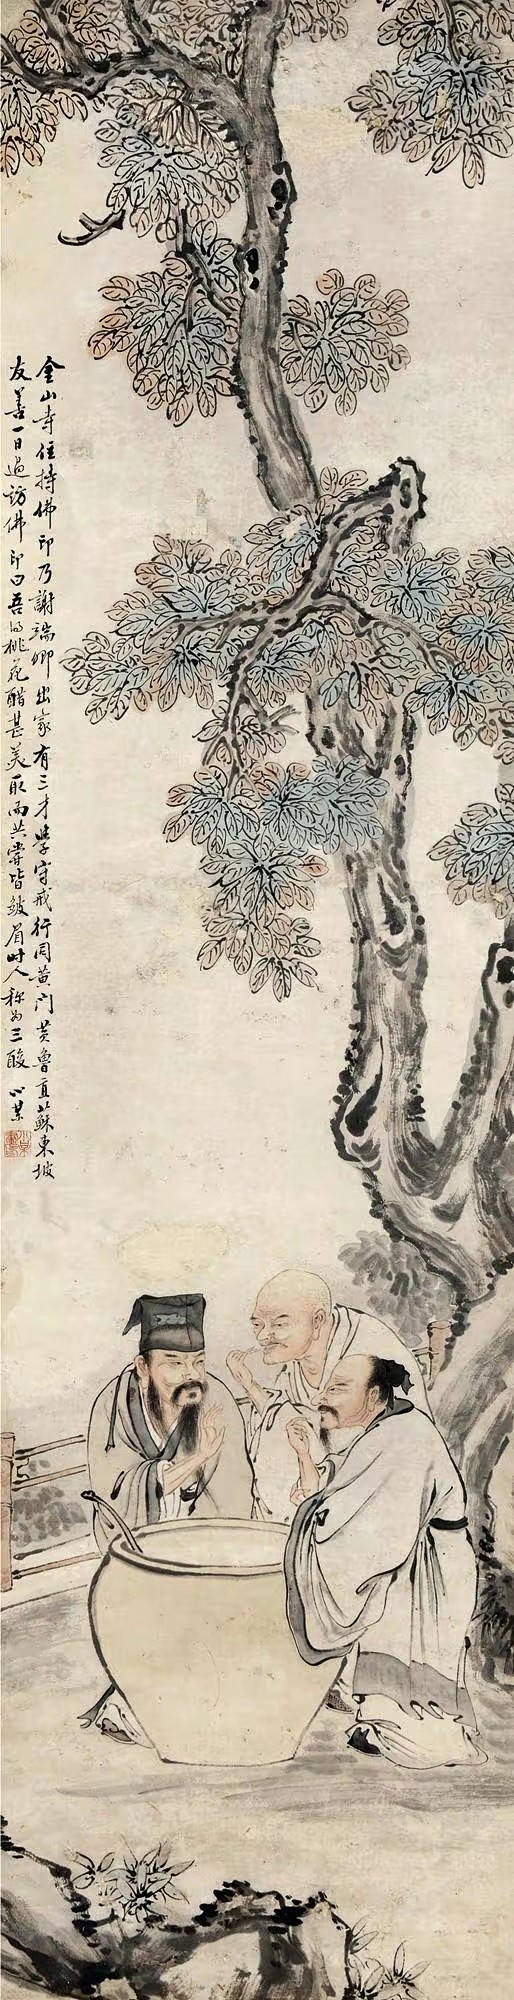 金山寺住持佛印乃謝端卿出家有三才學守戒行同黃門黃魯直蘇東坡
友善一日過訪佛印曰吾得桃花醋甚美取而共嘗皆皺眉时人称為三酸 心某